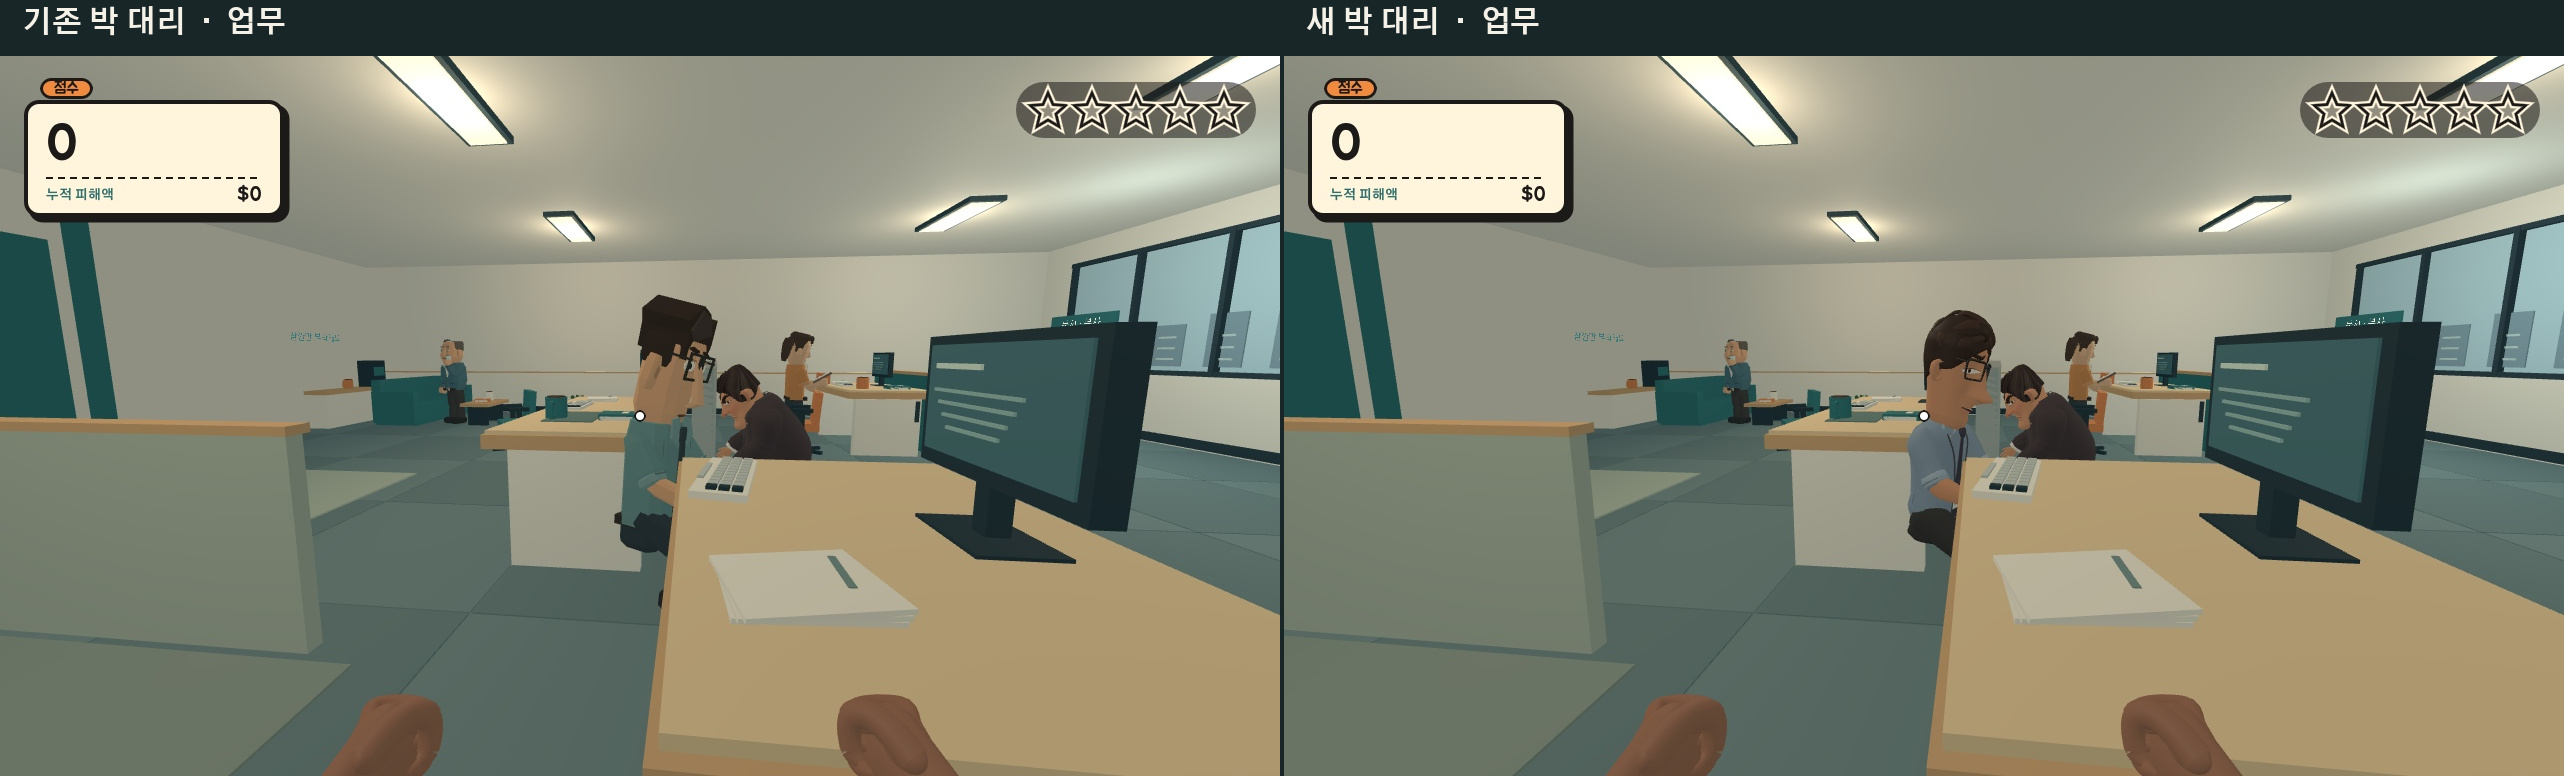 기존 박 대리 · 업무
점수
0
누적 피해액 $0
새 박 대리 · 업무
점수
0
누적 피해액 $0